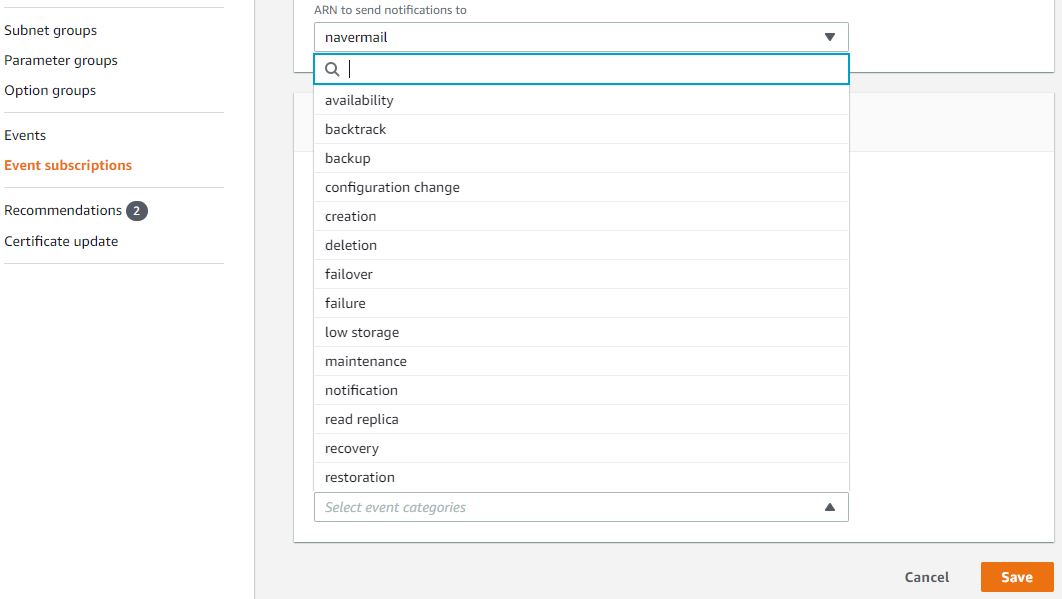 Subnet groups
Parameter groups
Option groups
Events
Event subscriptions
Recommendations 2
Certificate update
ARN to send notifications to
navermail
availability
backtrack
backup
configuration change
creation
deletion
failover
failure
low storage
maintenance
notification
read replica
recovery
restoration
Select event categories
Cancel
Save